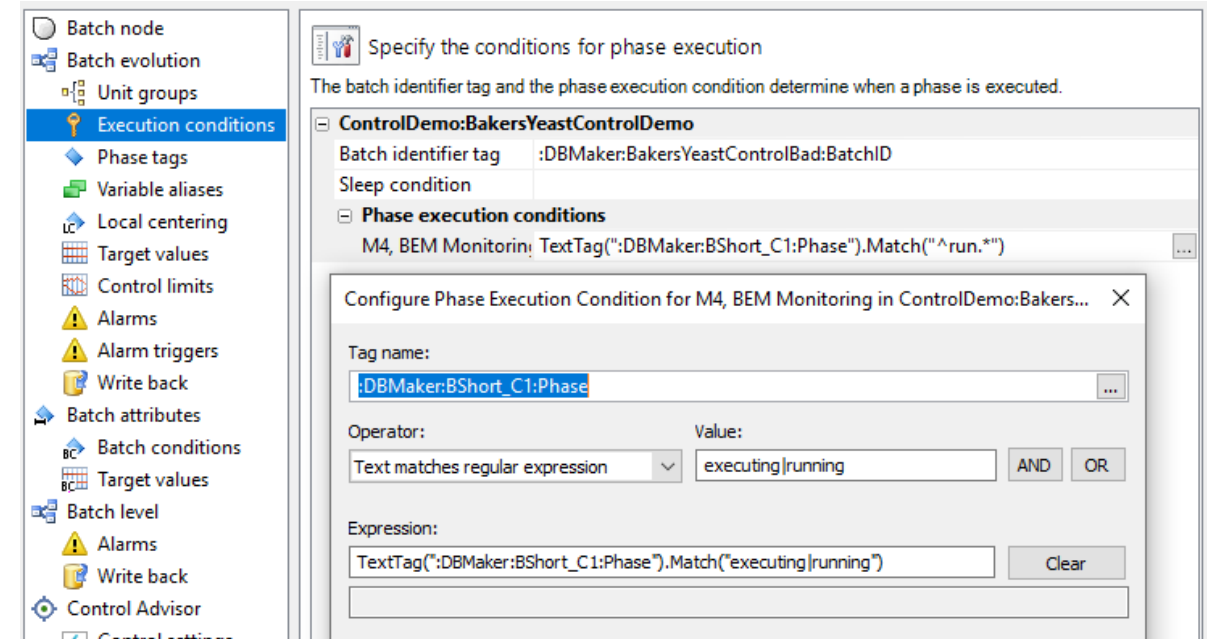 Batch node
Batch evolution
Unit groups
Execution conditions
Phase tags
Variable aliases
LC Local centering
Target values
Control limits
Alarms
Alarm triggers
Write back
Batch attributes
BC Batch conditions
BC Target values
Batch level
Alarms
Write back
Control Advisor
Control settings
Specify the conditions for phase execution
The batch identifier tag and the phase execution condition determine when a phase is executed.
ControlDemo:BakersYeastControlDemo
Batch identifier tag :DBMaker:BakersYeastControlBad:BatchID
Sleep condition
Phase execution conditions
M4, BEM Monitorin TextTag(":DBMaker:BShort_C1:Phase").Match("^run.*") ...
Configure Phase Execution Condition for M4, BEM Monitoring in ControlDemo:Bakers...
Tag name:
:DBMaker:BShort_C1:Phase ...
Operator: Value:
Text matches regular expression executing|running AND OR
Expression:
TextTag(":DBMaker:BShort_C1:Phase").Match("executing|running") Clear